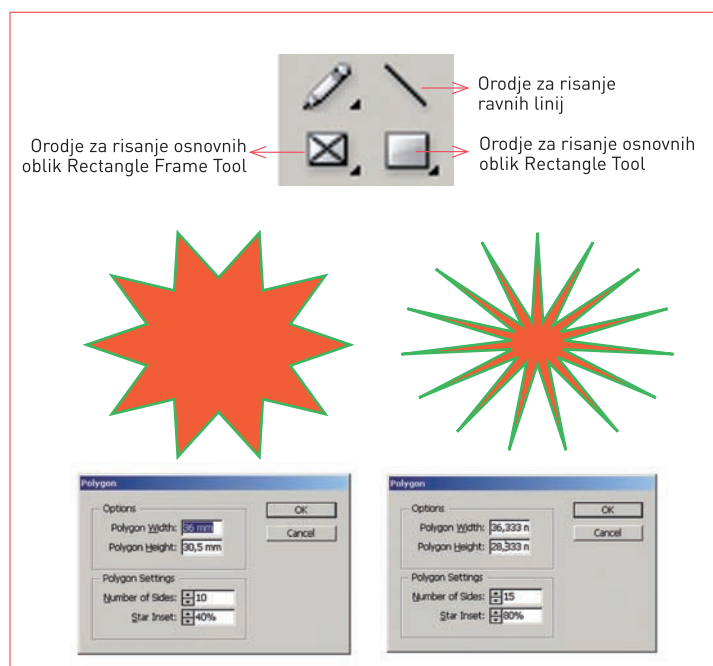 Orodje za risanje
ravnih linij
Orodje za risanje osnovnih
oblik Rectangle Frame Tool
Orodje za risanje osnovnih
oblik Rectangle Tool
Polygon
Options
Polygon Width: 36 mm
Polygon Height: 30,5 mm
OK
Cancel
Polygon Settings
Number of Sides: 10
Star Inset: 40%
Polygon
Options
Polygon Width: 36,333 n
Polygon Height: 28,333 n
OK
Cancel
Polygon Settings
Number of Sides: 15
Star Inset: 80%